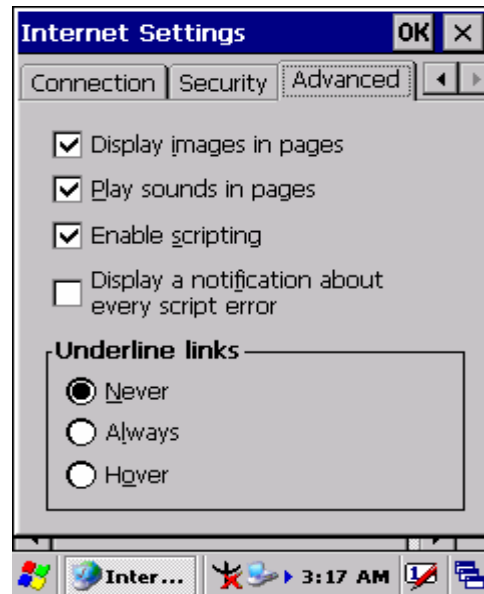 Internet Settings OK ×
Connection Security Advanced
Display images in pages
Play sounds in pages
Enable scripting
Display a notification about
every script error
Underline links
Never
Always
Hover
Inter... 3:17 AM